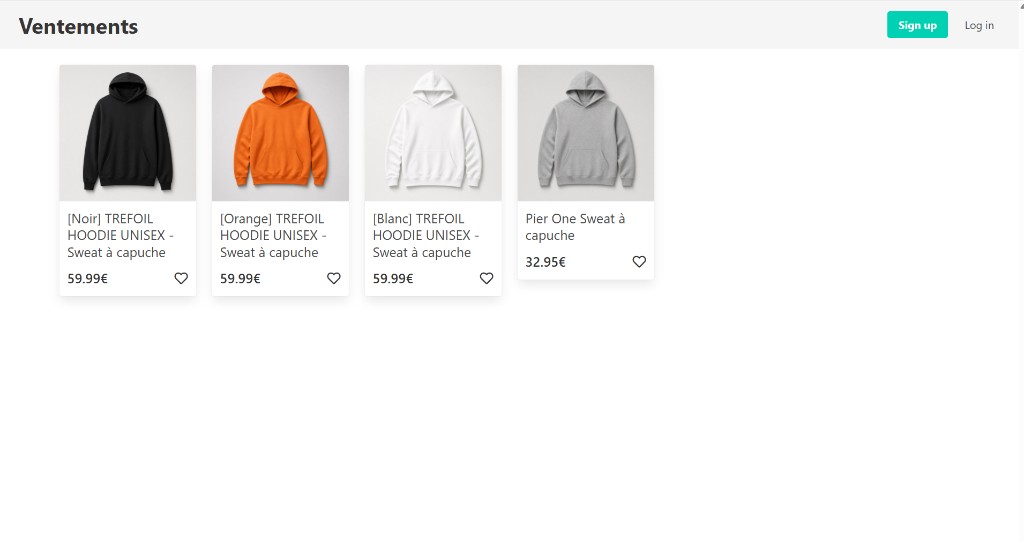 Ventements
Sign up
Log in
[Noir] TREFOIL
HOODIE UNISEX -
Sweat à capuche
59.99€
[Orange] TREFOIL
HOODIE UNISEX -
Sweat à capuche
59.99€
[Blanc] TREFOIL
HOODIE UNISEX -
Sweat à capuche
59.99€
Pier One Sweat à
capuche
32.95€